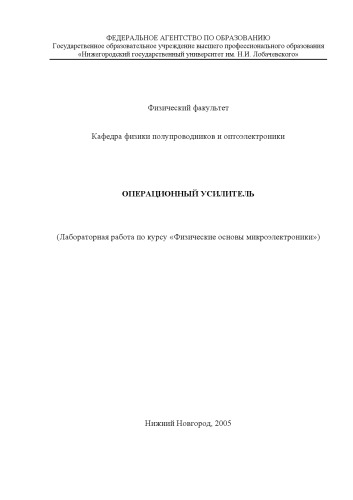 ФЕДЕРАЛЬНОЕ АГЕНТСТВО ПО ОБРАЗОВАНИЮ
Государственное образовательное учреждение высшего профессионального образования
«Нижегородский государственный университет им. Н.И. Лобачевского»
Физический факультет
Кафедра физики полупроводников и оптоэлектроники
ОПЕРАЦИОННЫЙ УСИЛИТЕЛЬ
(Лабораторная работа по курсу «Физические основы микроэлектроники»)
Нижний Новгород, 2005